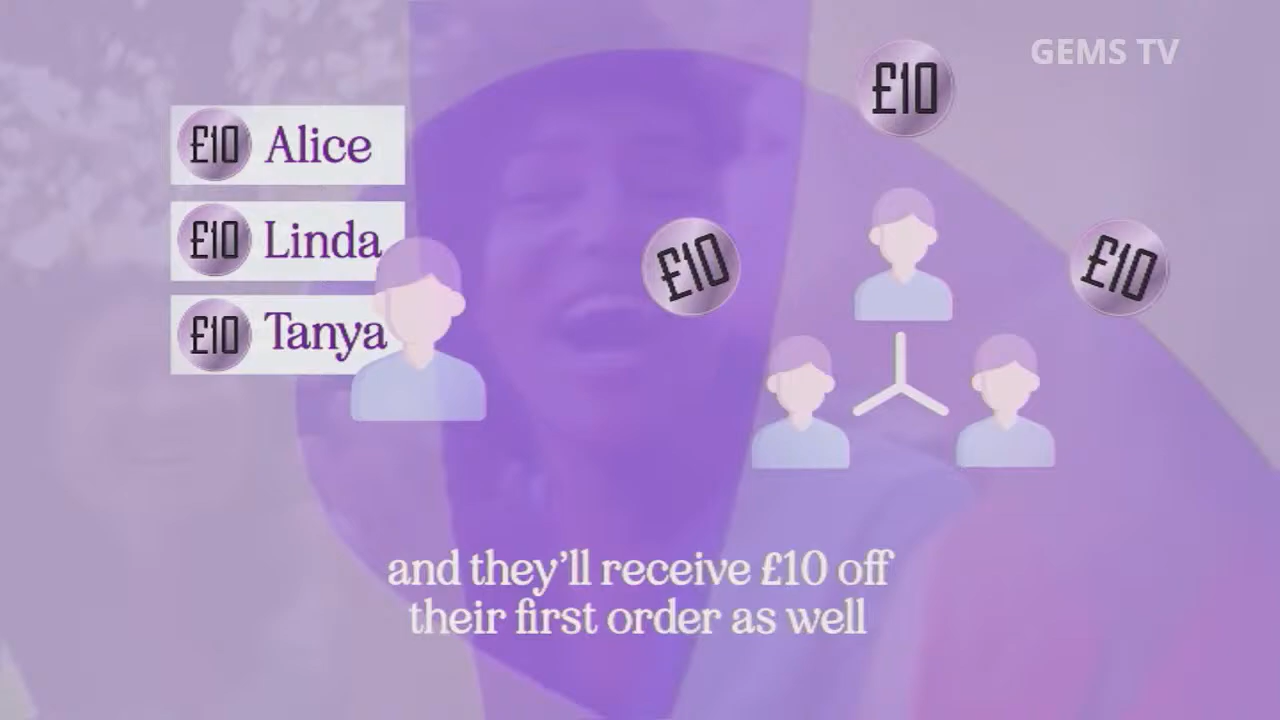 GEMS TV
£10
£10 Alice
£10 Linda
£10 Tanya
£10
£10
and they'll receive £10 off
their first order as well